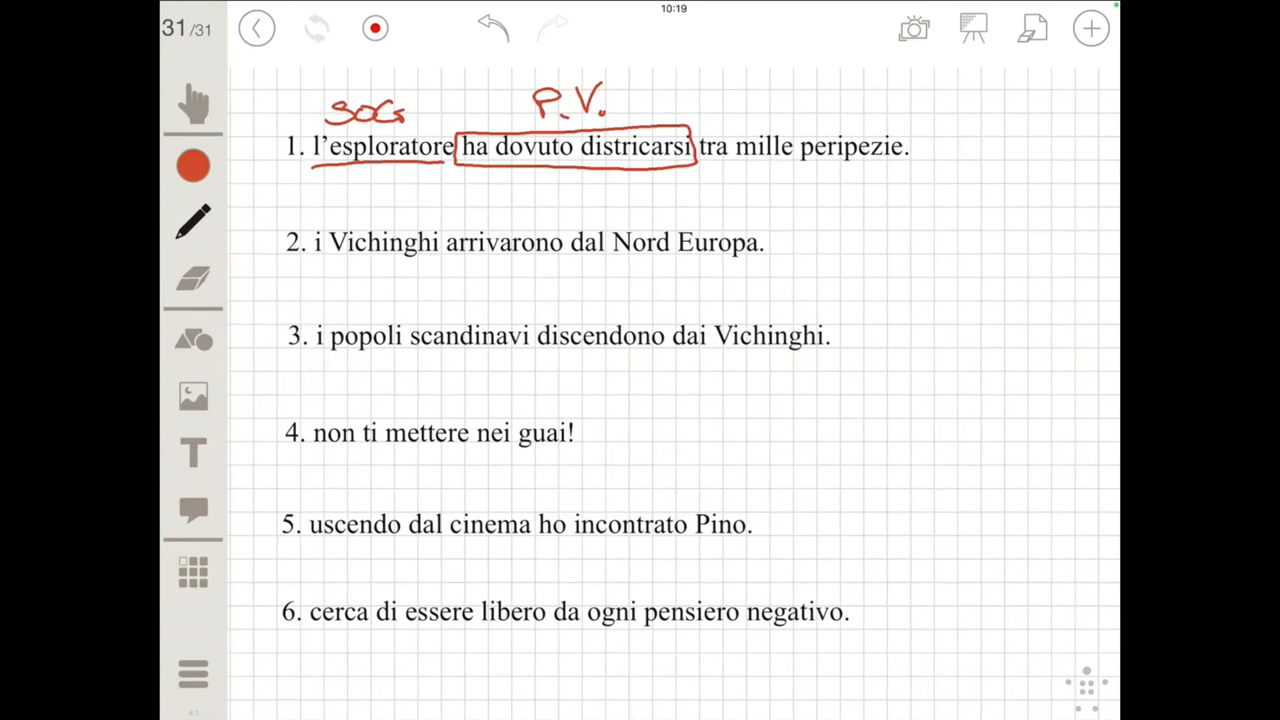 10:19
31/31
SOG P.V.
1. l'esploratore ha dovuto districarsi tra mille peripezie.
2. i Vichinghi arrivarono dal Nord Europa.
3. i popoli scandinavi discendono dai Vichinghi.
4. non ti mettere nei guai!
5. uscendo dal cinema ho incontrato Pino.
6. cerca di essere libero da ogni pensiero negativo.
T